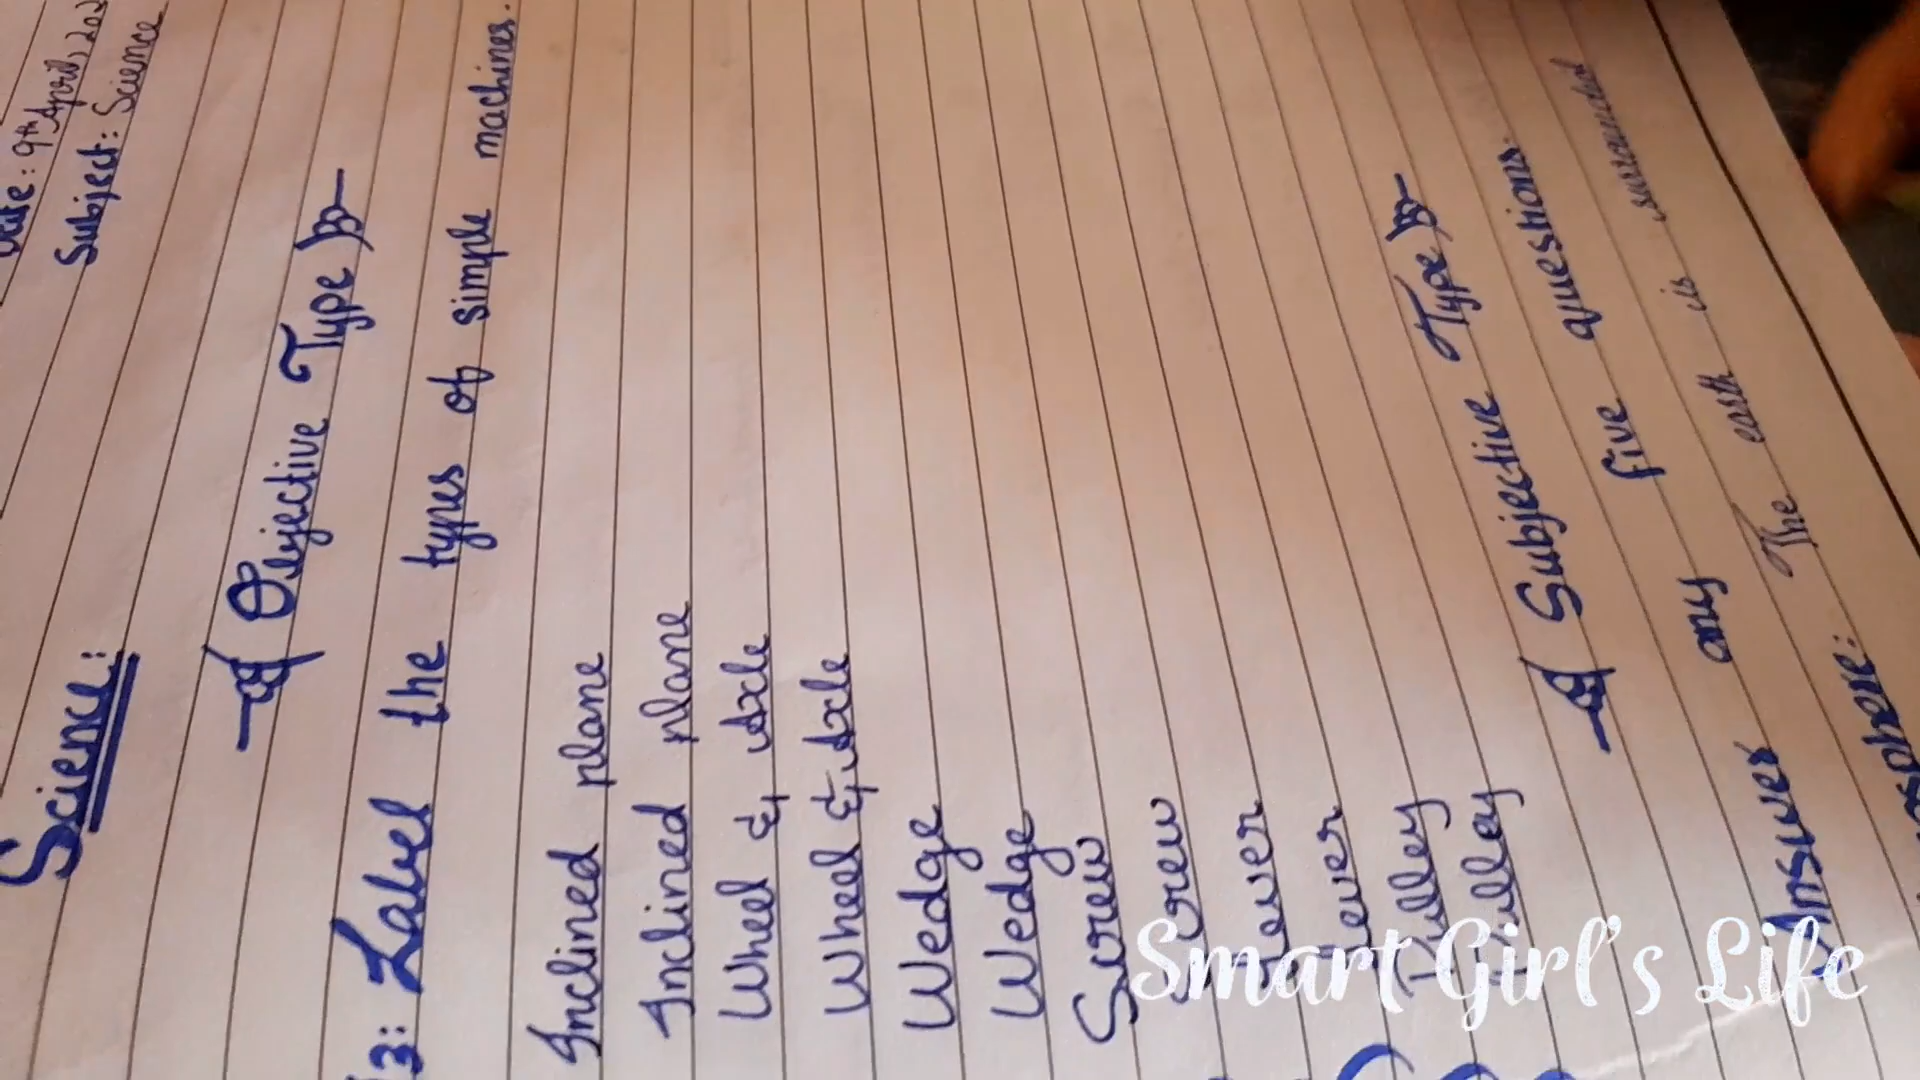 Date: 9th April, 202
Subject: Science
Science:
Objective Type
3: Label the types of simple machines.
Inclined plane
Inclined plane
Wheel & Axle
Wheel & Axle
Wedge
Wedge
Screw
Screw
Lever
Lever
Pulley
Pulley
Subjective Type
Answer any five questions.
The earth is surrounded
Smart Girl's Life